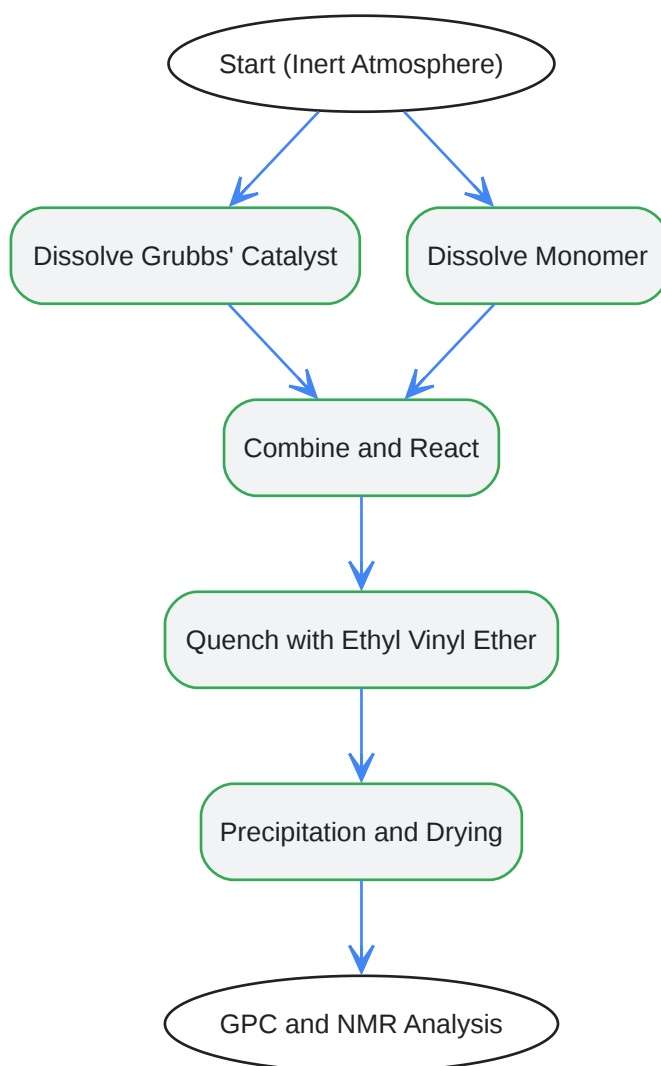 Start (Inert Atmosphere)
Dissolve Grubbs' Catalyst
Dissolve Monomer
Combine and React
Quench with Ethyl Vinyl Ether
Precipitation and Drying
GPC and NMR Analysis